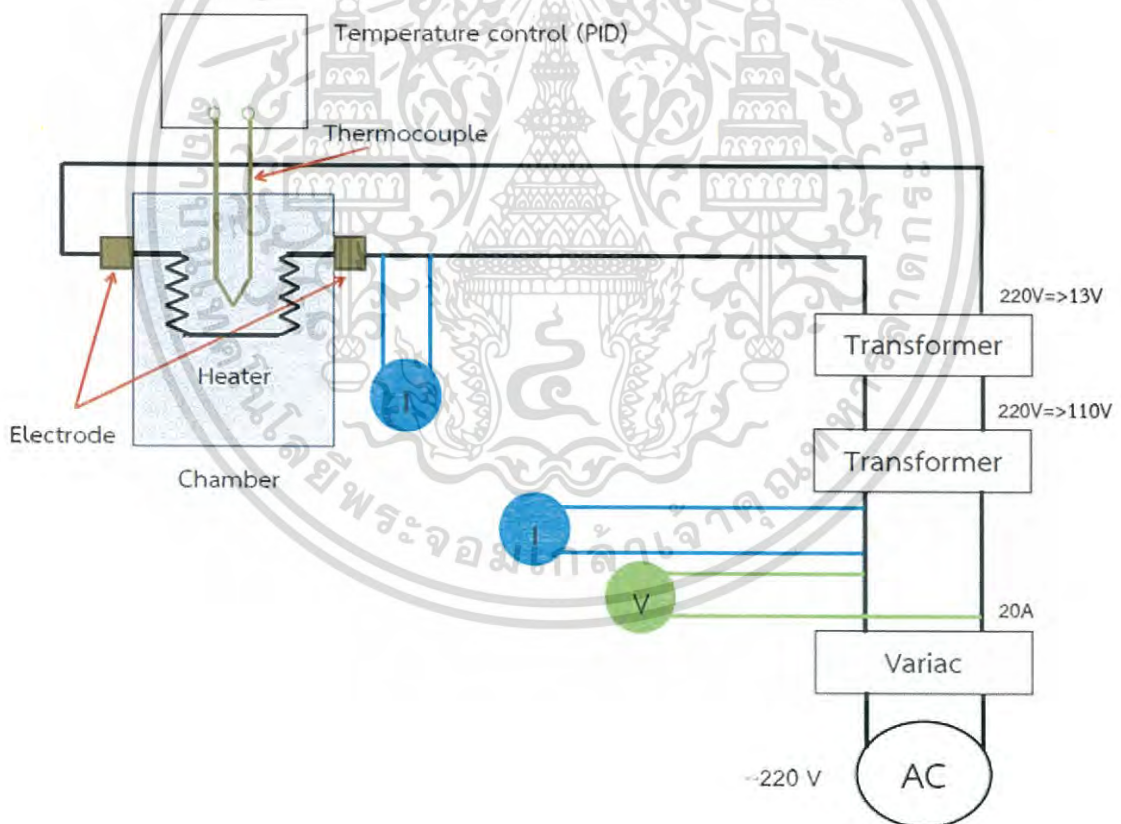 Temperature control (PID)
Thermocouple
220V=>13V
Transformer
Heater
I
220V=>110V
Electrode
Transformer
Chamber
I
V
20A
Variac
~220 V
AC